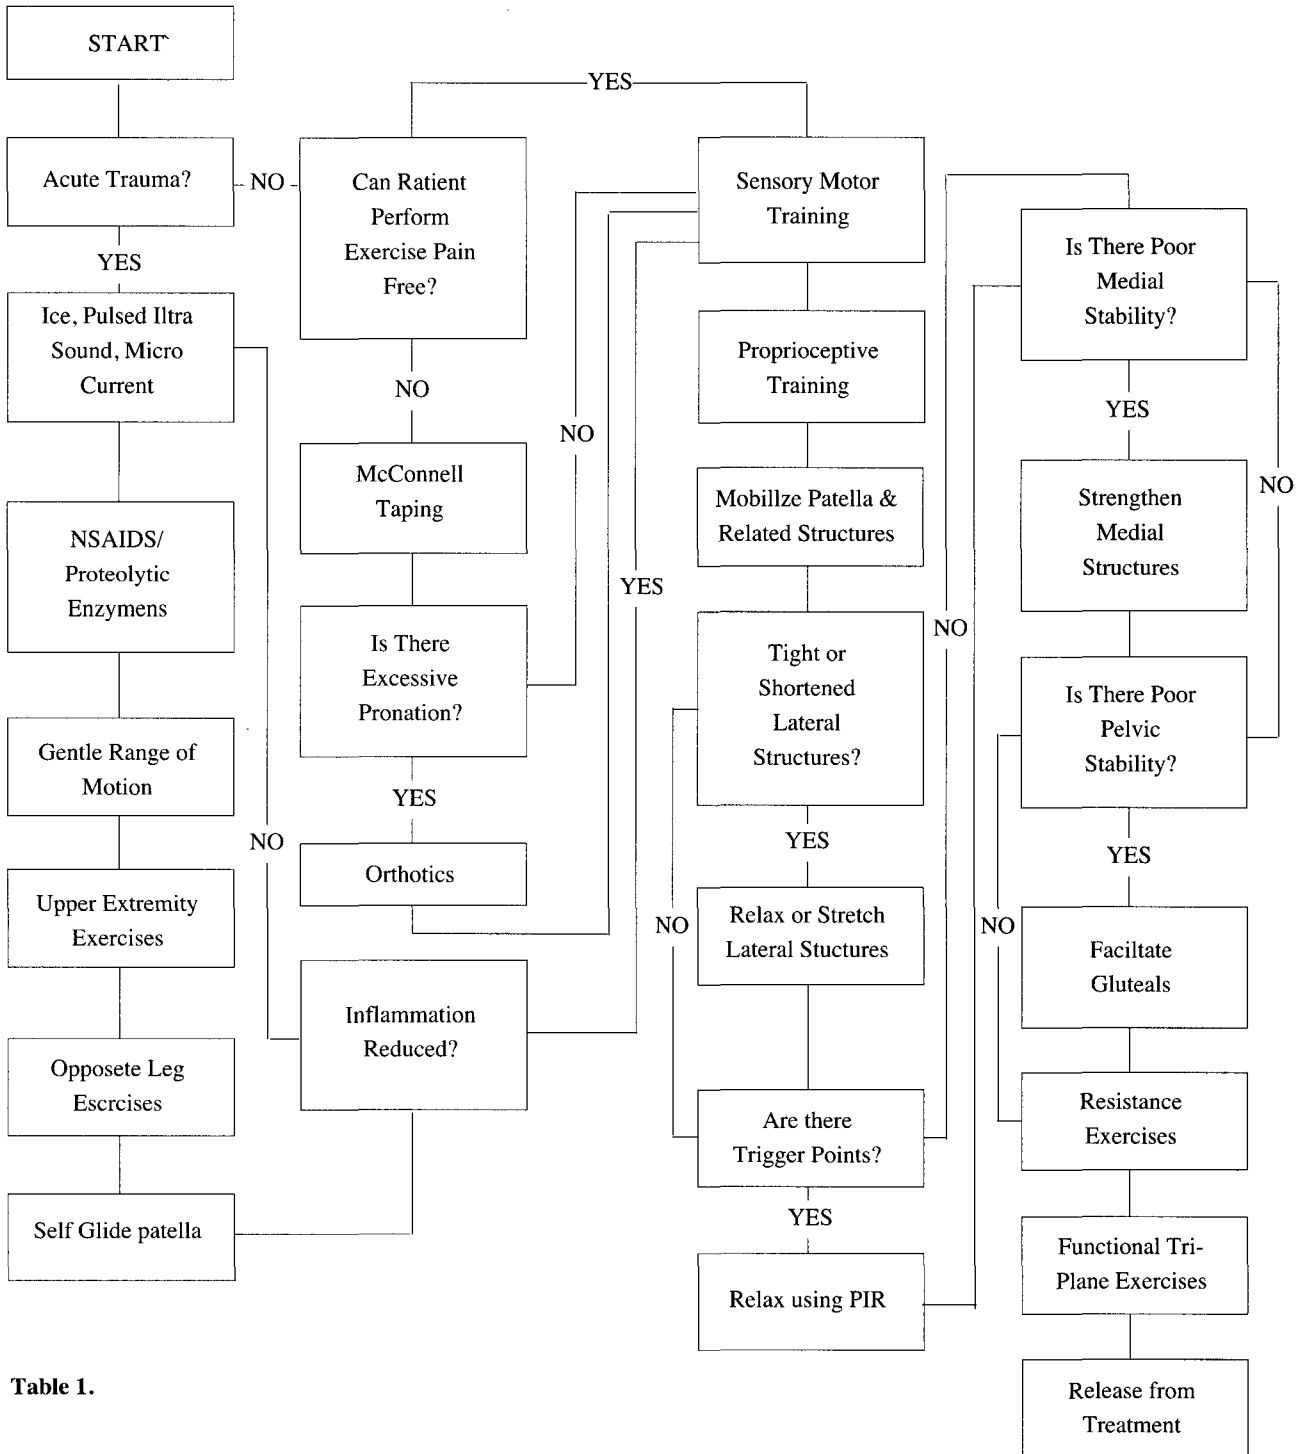 START`
Acute Trauma?
YES
Ice, Pulsed Iltra
Sound, Micro
Current
NSAIDS/
Proteolytic
Enzymens
Gentle Range of
Motion
Upper Extremity
Exercises
Opposete Leg
Escrcises
Self Glide patella
NO
NO
YES
Can Ratient
Perform
Exercise Pain
Free?
NO
McConnell
Taping
Is There
Excessive
Pronation?
YES
Orthotics
Inflammation
Reduced?
NO
YES
Sensory Motor
Training
Proprioceptive
Training
Mobillze Patella &
Related Structures
Tight or
Shortened
Lateral
Structures?
YES
NO
Relax or Stretch
Lateral Stuctures
Are there
Trigger Points?
YES
Relax using PIR
NO
Is There Poor
Medial
Stability?
YES
NO
Strengthen
Medial
Structures
Is There Poor
Pelvic
Stability?
YES
NO
Faciltate
Gluteals
Resistance
Exercises
Functional Tri-
Plane Exercises
Release from
Treatment
Table 1.